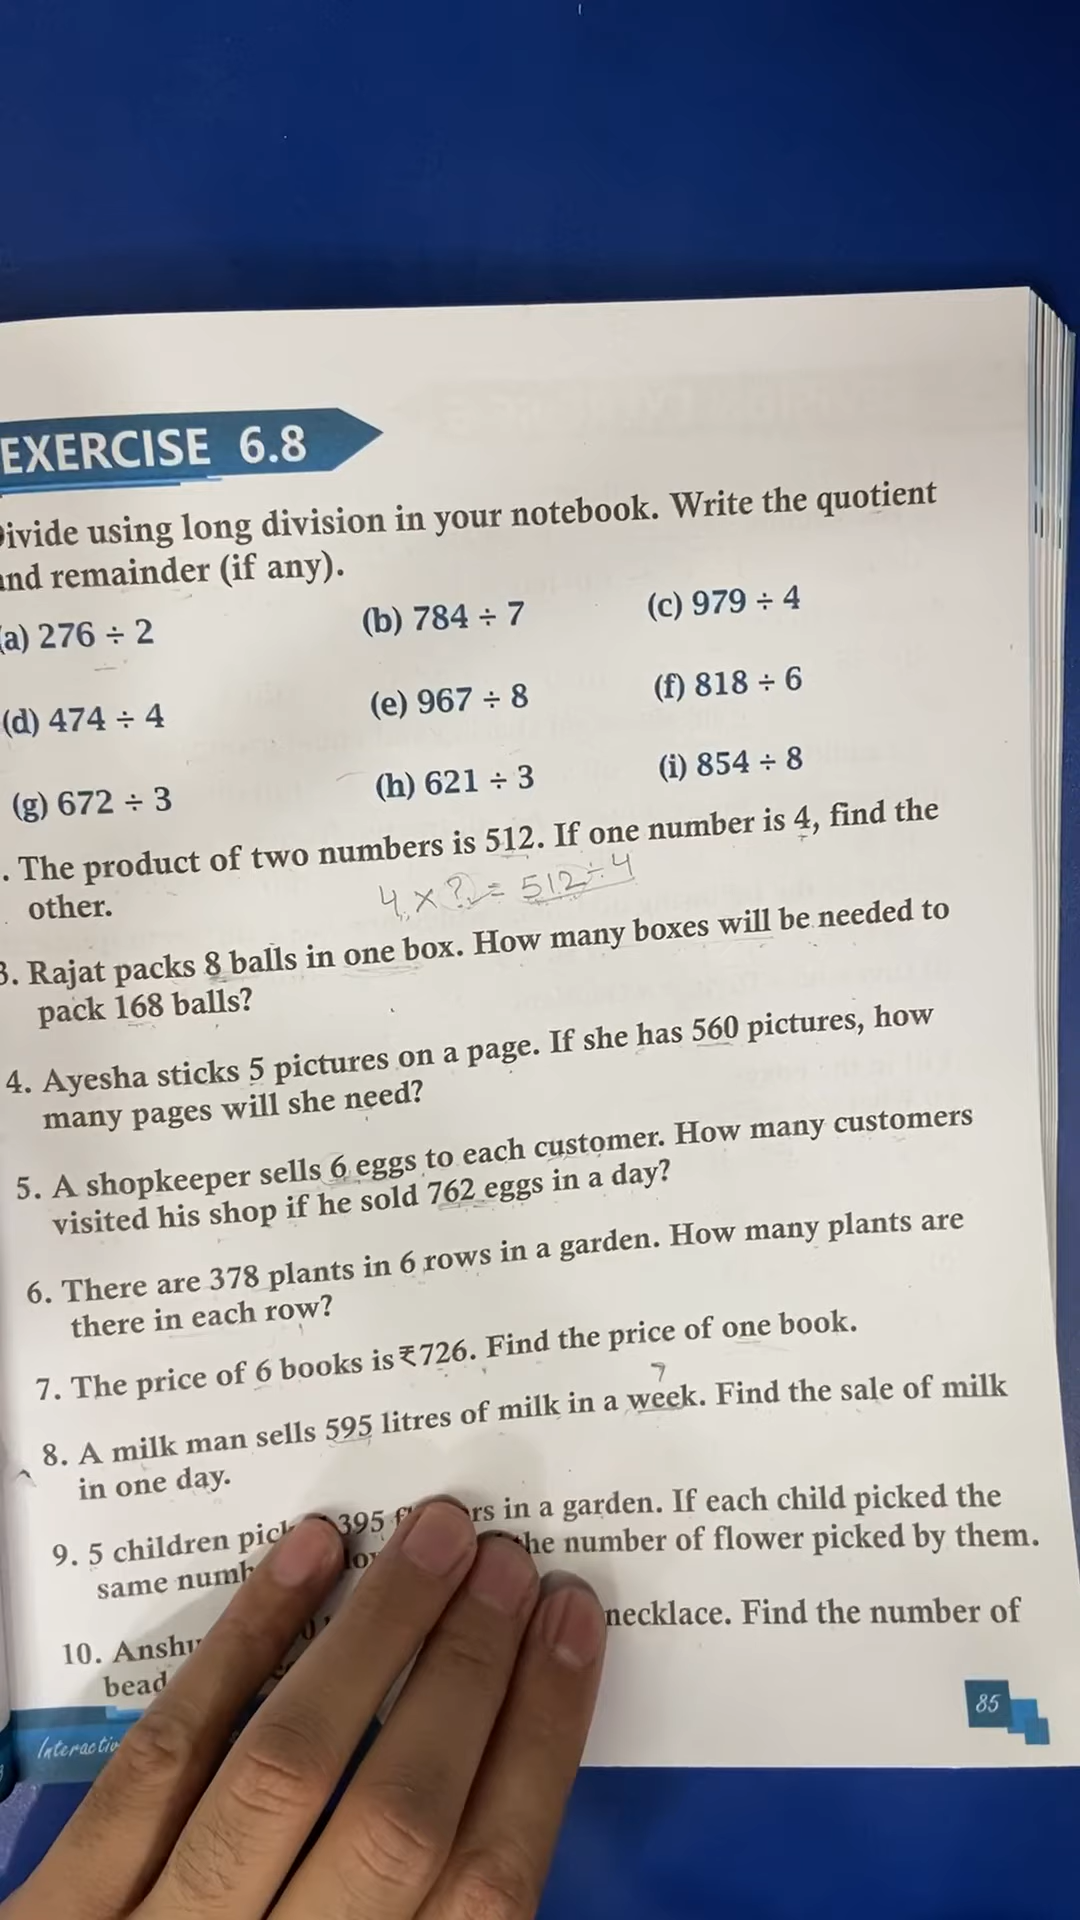 EXERCISE 6.8
ivide using long division in your notebook. Write the quotient
nd remainder (if any).
(a) 276 ÷ 2 (b) 784 ÷ 7 (c) 979 ÷ 4
(d) 474 ÷ 4 (e) 967 ÷ 8 (f) 818 ÷ 6
(g) 672 ÷ 3 (h) 621 ÷ 3 (i) 854 ÷ 8
. The product of two numbers is 512. If one number is 4, find the
other.
4 × ? = 512 ÷ 4
3. Rajat packs 8 balls in one box. How many boxes will be needed to
pack 168 balls?
4. Ayesha sticks 5 pictures on a page. If she has 560 pictures, how
many pages will she need?
5. A shopkeeper sells 6 eggs to each customer. How many customers
visited his shop if he sold 762 eggs in a day?
6. There are 378 plants in 6 rows in a garden. How many plants are
there in each row?
7. The price of 6 books is ₹726. Find the price of one book.
7
8. A milk man sells 595 litres of milk in a week. Find the sale of milk
in one day.
9. 5 children pick 395 rs in a garden. If each child picked the
same the number of flower picked by them.
10. necklace. Find the number of
bead
85